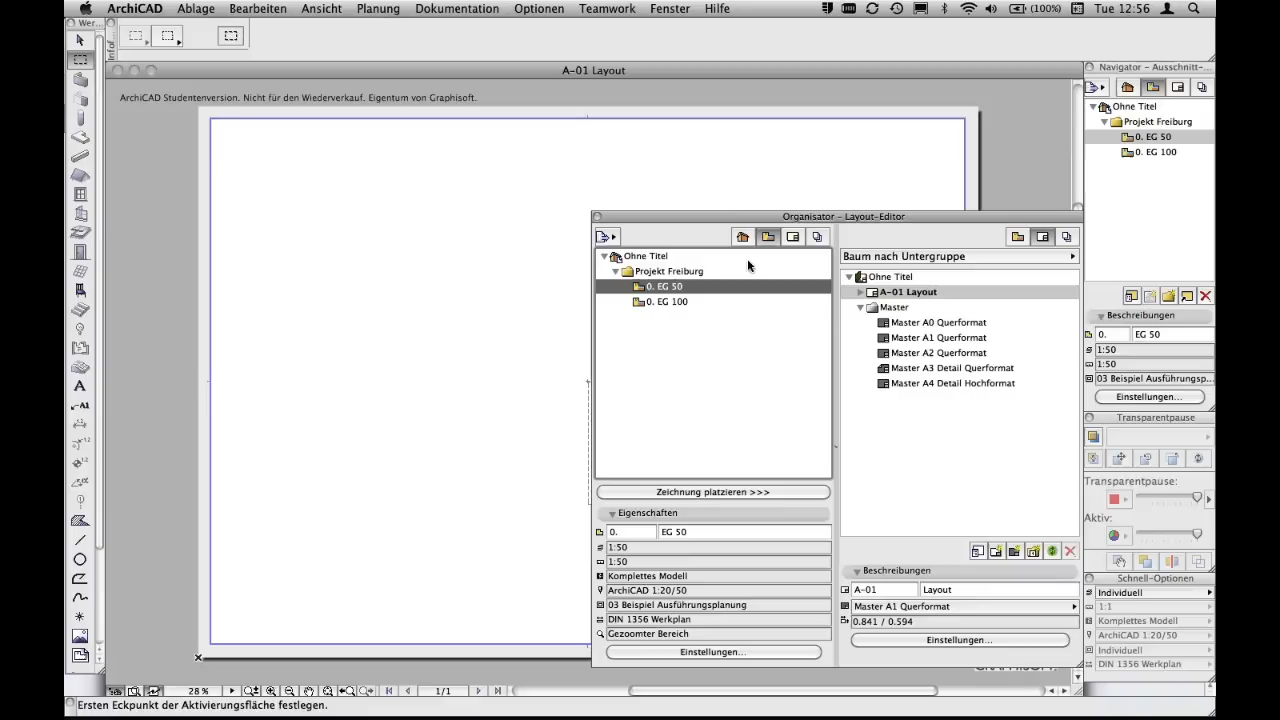 ArchiCAD Ablage Bearbeiten Ansicht Planung Dokumentation Optionen Teamwork Fenster Hilfe (100%) Tue 12:56
Wer...
Infof...
A-01 Layout
Navigator - Ausschnitt-...
ArchiCAD Studentenversion. Nicht für den Wiederverkauf. Eigentum von Graphisoft.
Ohne Titel
Projekt Freiburg
0. EG 50
0. EG 100
Beschreibungen
0. EG 50
1:50
1:50
03 Beispiel Ausführungsp...
Einstellungen...
Transparentpause
Transparentpause:
Aktiv:
Schnell-Optionen
Individuell
1:1
Komplettes Modell
ArchiCAD 1:20/50
Individuell
DIN 1356 Werkplan
Organisator - Layout-Editor
Ohne Titel
Projekt Freiburg
0. EG 50
0. EG 100
Zeichnung platzieren >>>
Eigenschaften
0. EG 50
1:50
1:50
Komplettes Modell
ArchiCAD 1:20/50
03 Beispiel Ausführungsplanung
DIN 1356 Werkplan
Gezoomter Bereich
Einstellungen...
Baum nach Untergruppe
Ohne Titel
A-01 Layout
Master
Master A0 Querformat
Master A1 Querformat
Master A2 Querformat
Master A3 Detail Querformat
Master A4 Detail Hochformat
Beschreibungen
A-01 Layout
Master A1 Querformat
0.841 / 0.594
Einstellungen...
A
A1
28 % 1/1
Ersten Eckpunkt der Aktivierungsfläche festlegen.